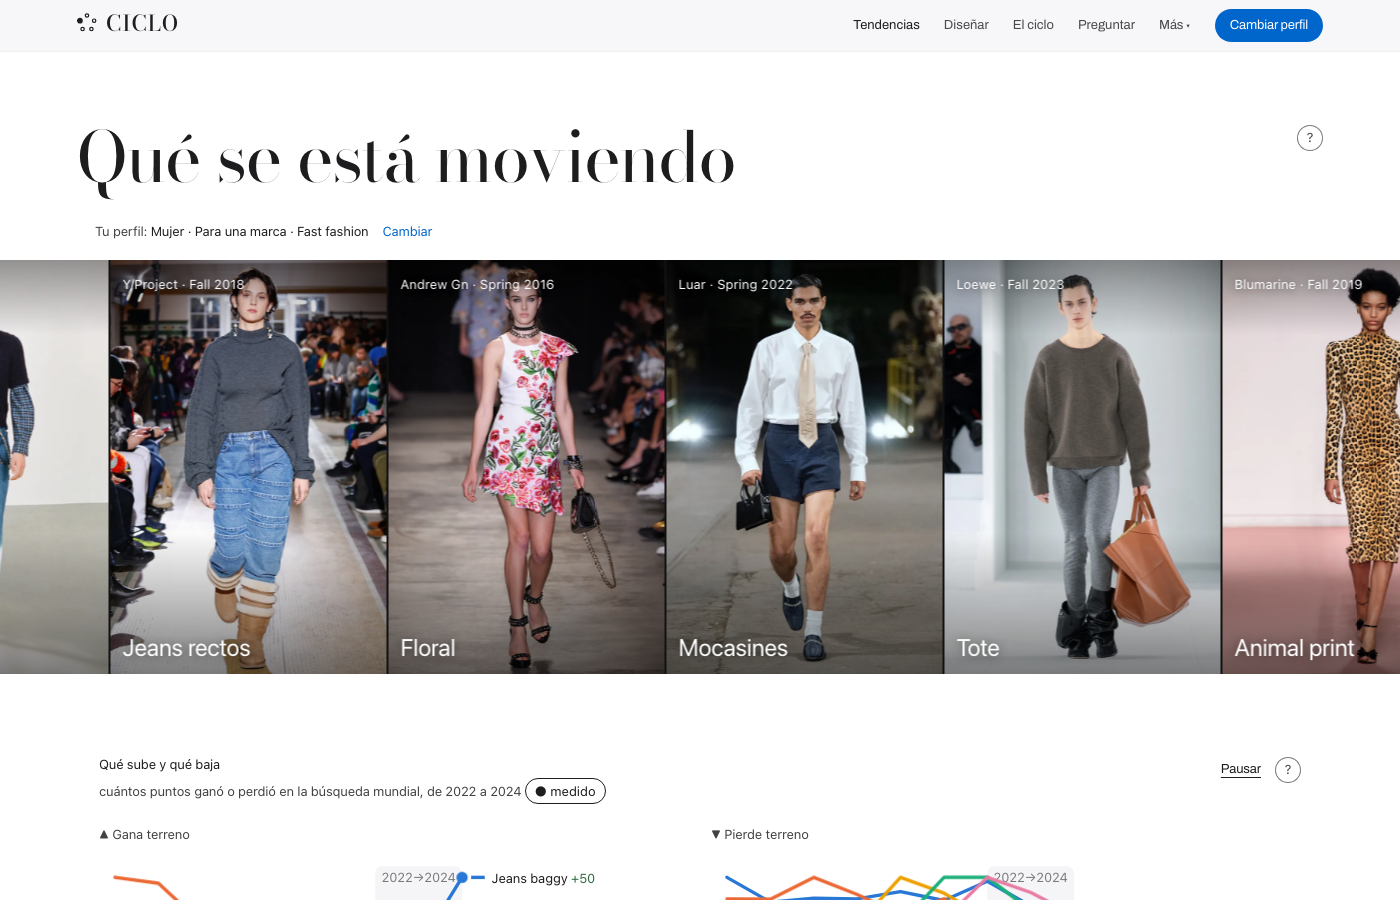 CICLO
Tendencias
Diseñar
El ciclo
Preguntar
Más
Cambiar perfil
Qué se está moviendo
?
Tu perfil: Mujer · Para una marca · Fast fashion Cambiar
Y/Project · Fall 2018
Andrew Gn · Spring 2016
Luar · Spring 2022
Loewe · Fall 2023
Blumarine · Fall 2019
Jeans rectos
Floral
Mocasines
Tote
Animal print
Qué sube y qué baja
Pausar
?
cuántos puntos ganó o perdió en la búsqueda mundial, de 2022 a 2024 ● medido
▲ Gana terreno
▼ Pierde terreno
2022→2024
Jeans baggy +50
2022→2024